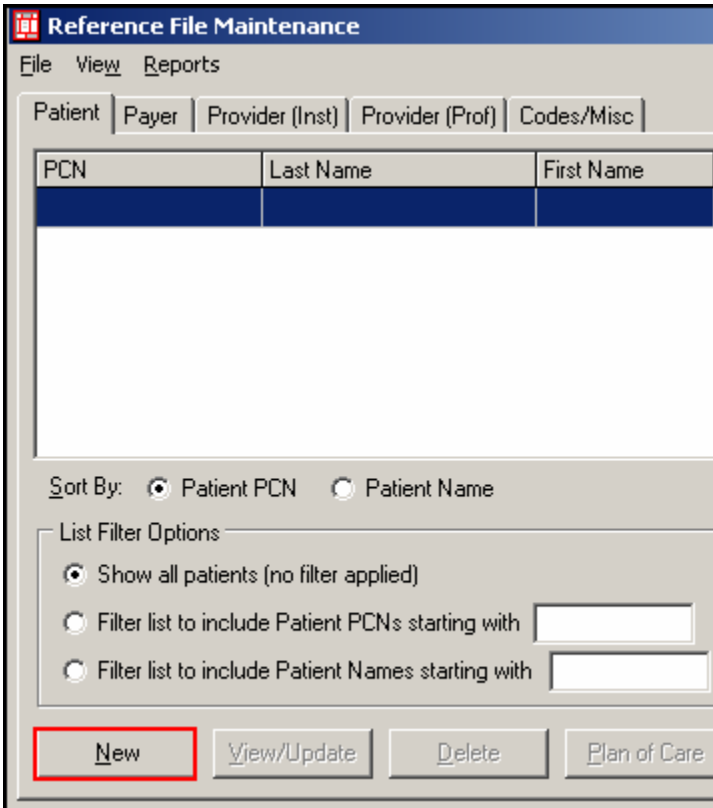 Reference File Maintenance
File View Reports
Patient Payer Provider (Inst) Provider (Prof) Codes/Misc
PCN Last Name First Name
Sort By: Patient PCN Patient Name
List Filter Options
Show all patients (no filter applied)
Filter list to include Patient PCNs starting with
Filter list to include Patient Names starting with
New View/Update Delete Plan of Care